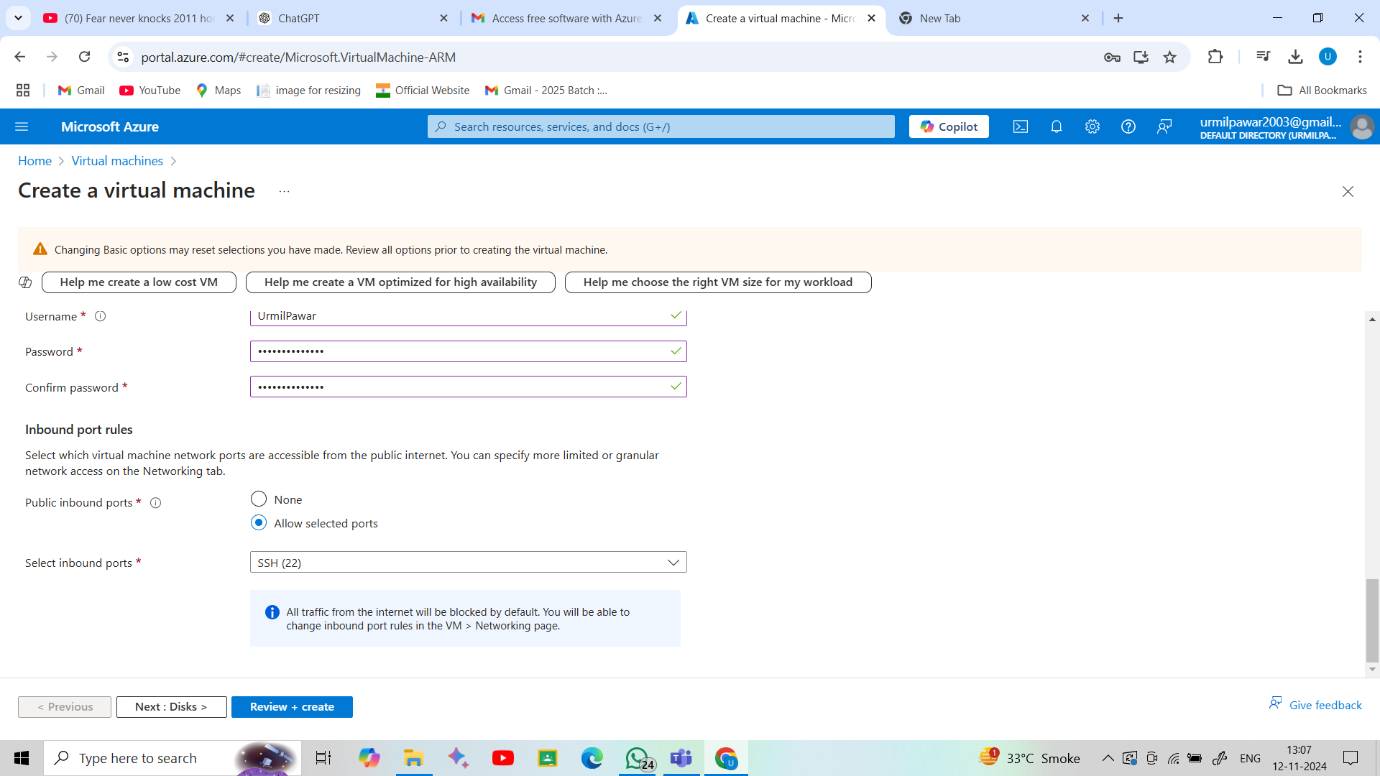 (70) Fear never knocks 2011 ho
ChatGPT
Access free software with Azure
Create a virtual machine - Micro
New Tab
portal.azure.com/#create/Microsoft.VirtualMachine-ARM
U
Gmail
YouTube
Maps
image for resizing
Official Website
Gmail - 2025 Batch :...
All Bookmarks
Microsoft Azure
Search resources, services, and docs (G+/)
Copilot
urmilpawar2003@gmail...
DEFAULT DIRECTORY (URMILPA...
Home > Virtual machines >
Create a virtual machine ...
Changing Basic options may reset selections you have made. Review all options prior to creating the virtual machine.
Help me create a low cost VM
Help me create a VM optimized for high availability
Help me choose the right VM size for my workload
Username *
UrmilPawar
Password *
••••••••••••••
Confirm password *
••••••••••••••
Inbound port rules
Select which virtual machine network ports are accessible from the public internet. You can specify more limited or granular
network access on the Networking tab.
Public inbound ports *
None
Allow selected ports
Select inbound ports *
SSH (22)
All traffic from the internet will be blocked by default. You will be able to
change inbound port rules in the VM > Networking page.
< Previous
Next : Disks >
Review + create
Give feedback
Type here to search
24
U
1
33°C Smoke
ENG
13:07
12-11-2024